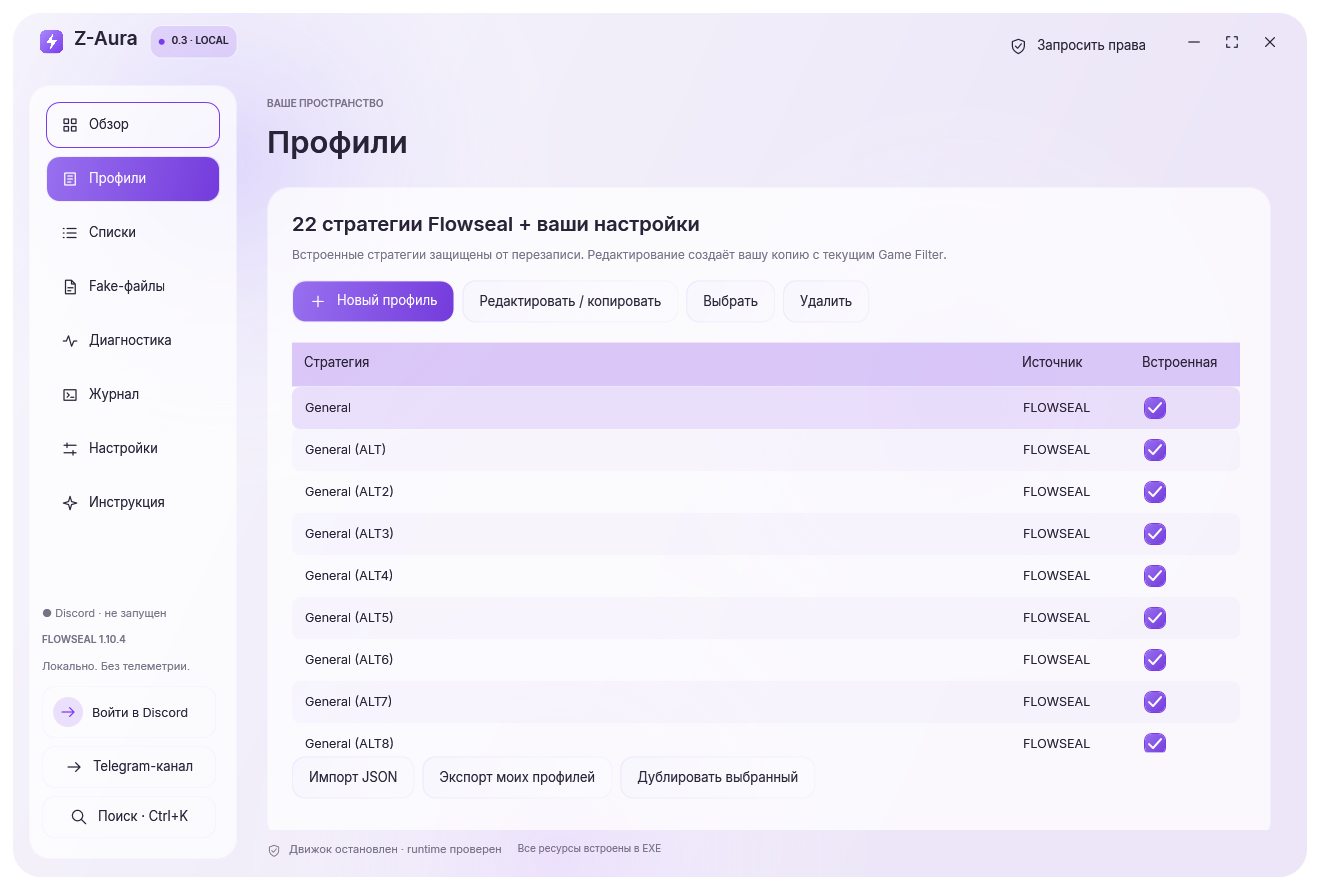 Z-Aura
0.3 · LOCAL
Запросить права
Обзор
Профили
Списки
Fake-файлы
Диагностика
Журнал
Настройки
Инструкция
Discord · не запущен
FLOWSEAL 1.10.4
Локально. Без телеметрии.
Войти в Discord
Telegram-канал
Поиск · Ctrl+K
ВАШЕ ПРОСТРАНСТВО
Профили
22 стратегии Flowseal + ваши настройки
Встроенные стратегии защищены от перезаписи. Редактирование создаёт вашу копию с текущим Game Filter.
Новый профиль Редактировать / копировать Выбрать Удалить
Стратегия Источник Встроенная
General FLOWSEAL
General (ALT) FLOWSEAL
General (ALT2) FLOWSEAL
General (ALT3) FLOWSEAL
General (ALT4) FLOWSEAL
General (ALT5) FLOWSEAL
General (ALT6) FLOWSEAL
General (ALT7) FLOWSEAL
General (ALT8) FLOWSEAL
Импорт JSON Экспорт моих профилей Дублировать выбранный
Движок остановлен · runtime проверен Все ресурсы встроены в EXE